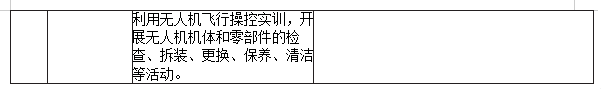 利用无人机飞行操控实训，开
展无人机机体和零部件的检
查、拆装、更换、保养、清洁
等活动。